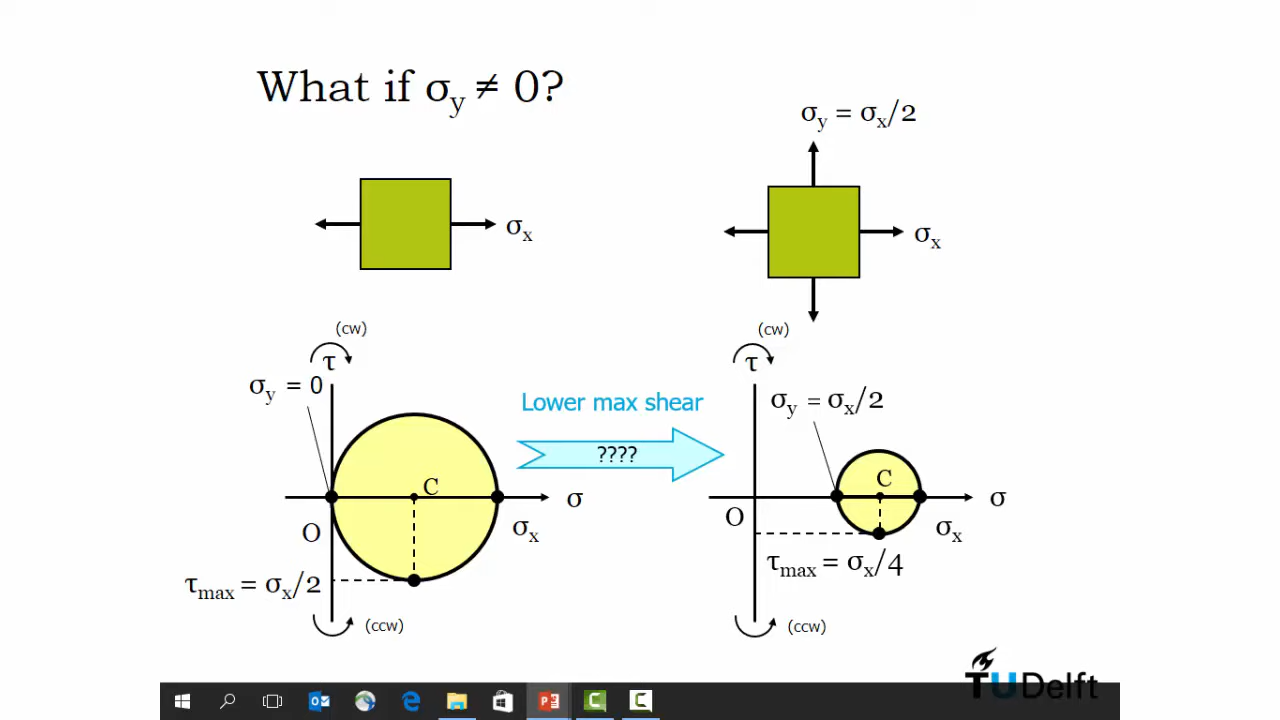 What if σy ≠ 0?
σx
σy = σx/2
σx
(cw)
τ
σy = 0
C
σ
O
σx
τmax = σx/2
(ccw)
Lower max shear
????
(cw)
τ
σy = σx/2
C
σ
O
σx
τmax = σx/4
(ccw)
TUDelft